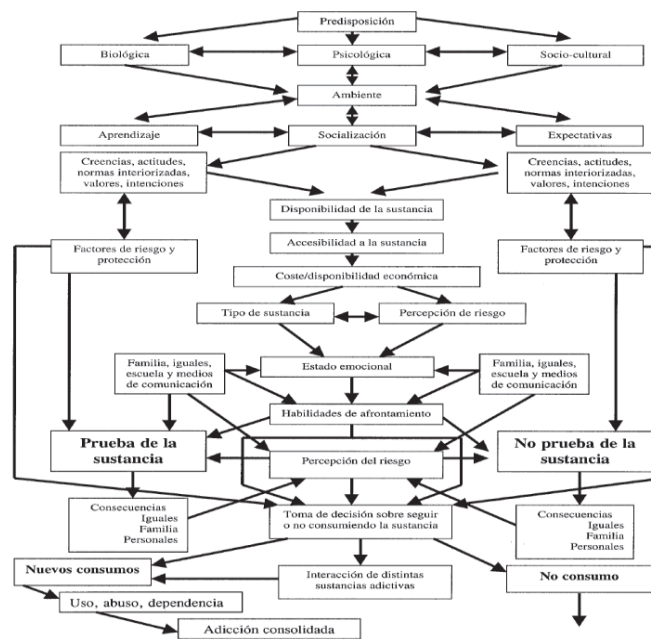 Predisposición
Biológica
Psicológica
Socio-cultural
Ambiente
Aprendizaje
Socialización
Expectativas
Creencias, actitudes,
normas interiorizadas,
valores, intenciones
Creencias, actitudes,
normas interiorizadas,
valores, intenciones
Disponibilidad de la sustancia
Accesibilidad a la sustancia
Factores de riesgo y
protección
Factores de riesgo y
protección
Coste/disponibilidad económica
Tipo de sustancia
Percepción de riesgo
Familia, iguales,
escuela y medios
de comunicación
Estado emocional
Familia, iguales,
escuela y medios
de comunicación
Habilidades de afrontamiento
Prueba de la
sustancia
Percepción del riesgo
No prueba de la
sustancia
Consecuencias
Iguales
Familia
Personales
Toma de decisión sobre seguir
o no consumiendo la sustancia
Consecuencias
Iguales
Familia
Personales
Nuevos consumos
Interacción de distintas
sustancias adictivas
No consumo
Uso, abuso, dependencia
Adicción consolidada